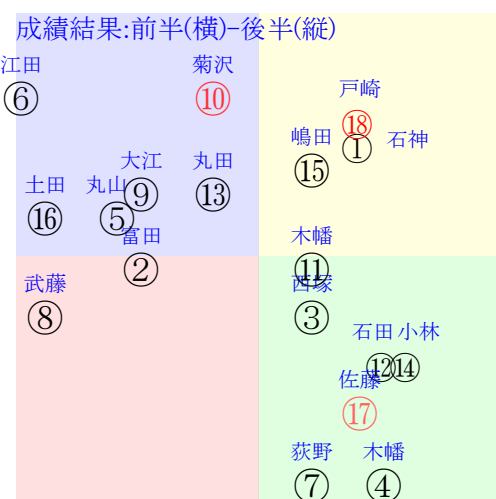 成績結果:前半(横)-後半(縦)
江田
⑥
菊沢
⑩
戸崎
⑱
①
石神
嶋田
⑮
大江
⑨
丸田
⑬
土田
⑯
丸山
⑤
富田
②
木幡
⑪
武藤
⑧
西塚
③
石田
⑫
小林
⑭
佐藤
⑰
荻野
⑦
木幡
④